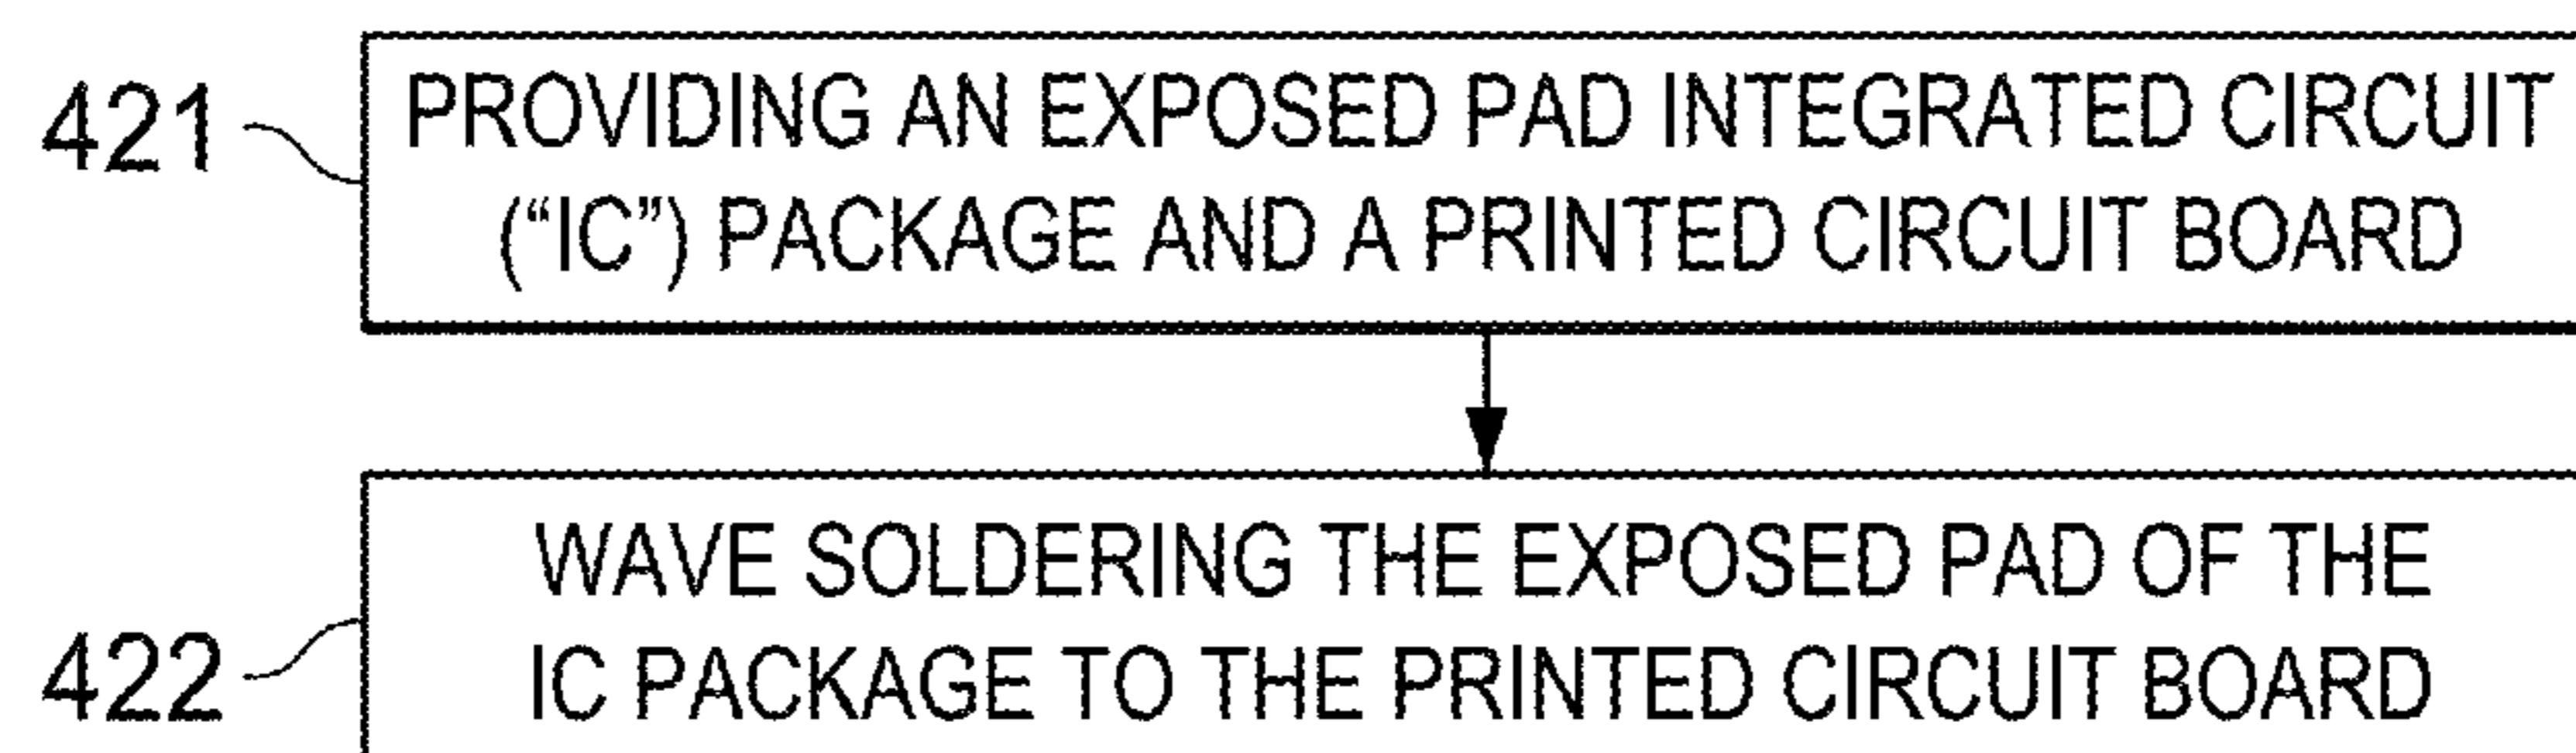 421
PROVIDING AN EXPOSED PAD INTEGRATED CIRCUIT
(“IC”) PACKAGE AND A PRINTED CIRCUIT BOARD
422
WAVE SOLDERING THE EXPOSED PAD OF THE
IC PACKAGE TO THE PRINTED CIRCUIT BOARD